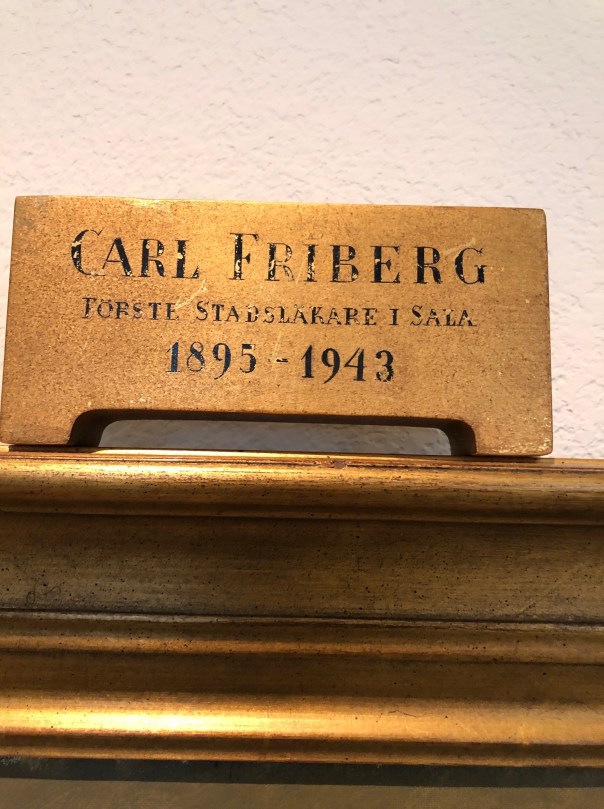 CARL FRIBERG
FÖRSTE STADSLÄKARE I SALA
1895 - 1943